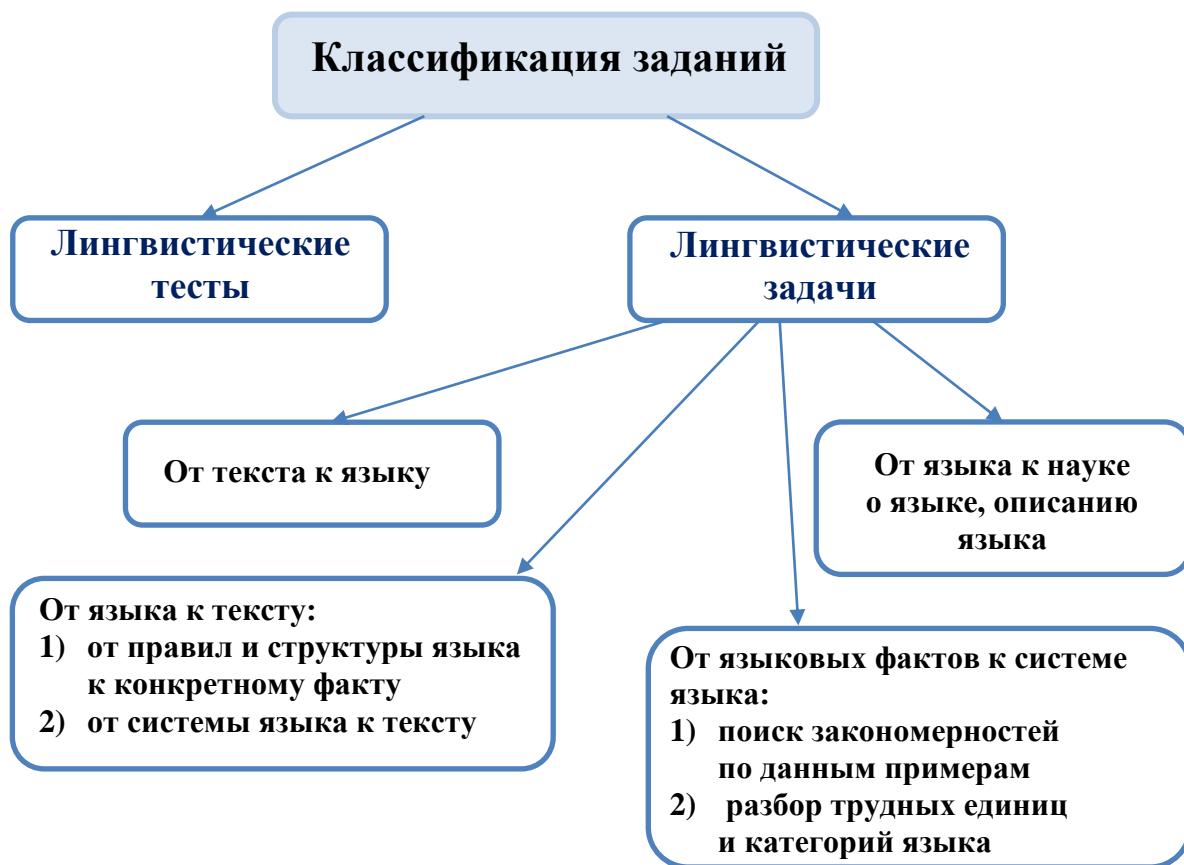 Классификация заданий
Лингвистические
тесты
Лингвистические
задачи
От текста к языку
От языка к науке
о языке, описанию
языка
От языка к тексту:
1) от правил и структуры языка
к конкретному факту
2) от системы языка к тексту
От языковых фактов к системе
языка:
1) поиск закономерностей
по данным примерам
2) разбор трудных единиц
и категорий языка